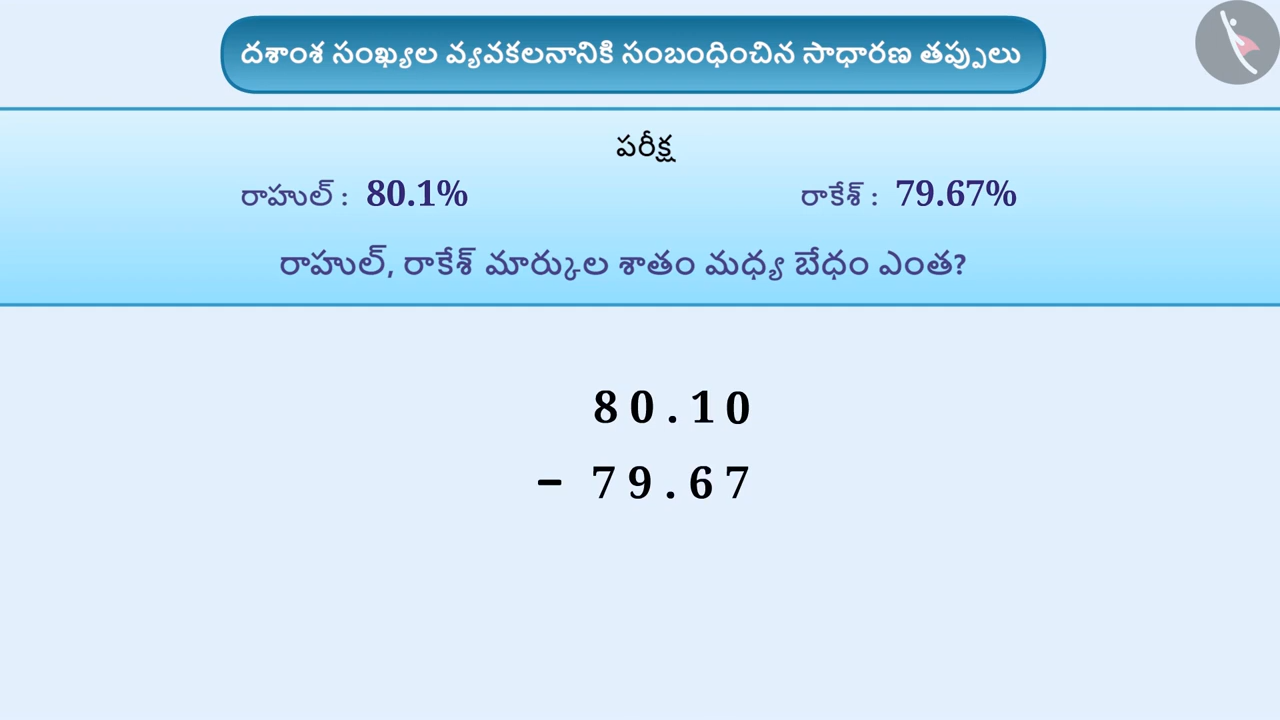 దశాంశ సంఖ్యల వ్యవకలనానికి సంబంధించిన సాధారణ తప్పులు
పరీక్ష
రాహుల్ : 80.1% రాకేశ్ : 79.67%
రాహుల్, రాకేశ్ మార్కుల శాతం మధ్య బేధం ఎంత?
80.10
- 79.67